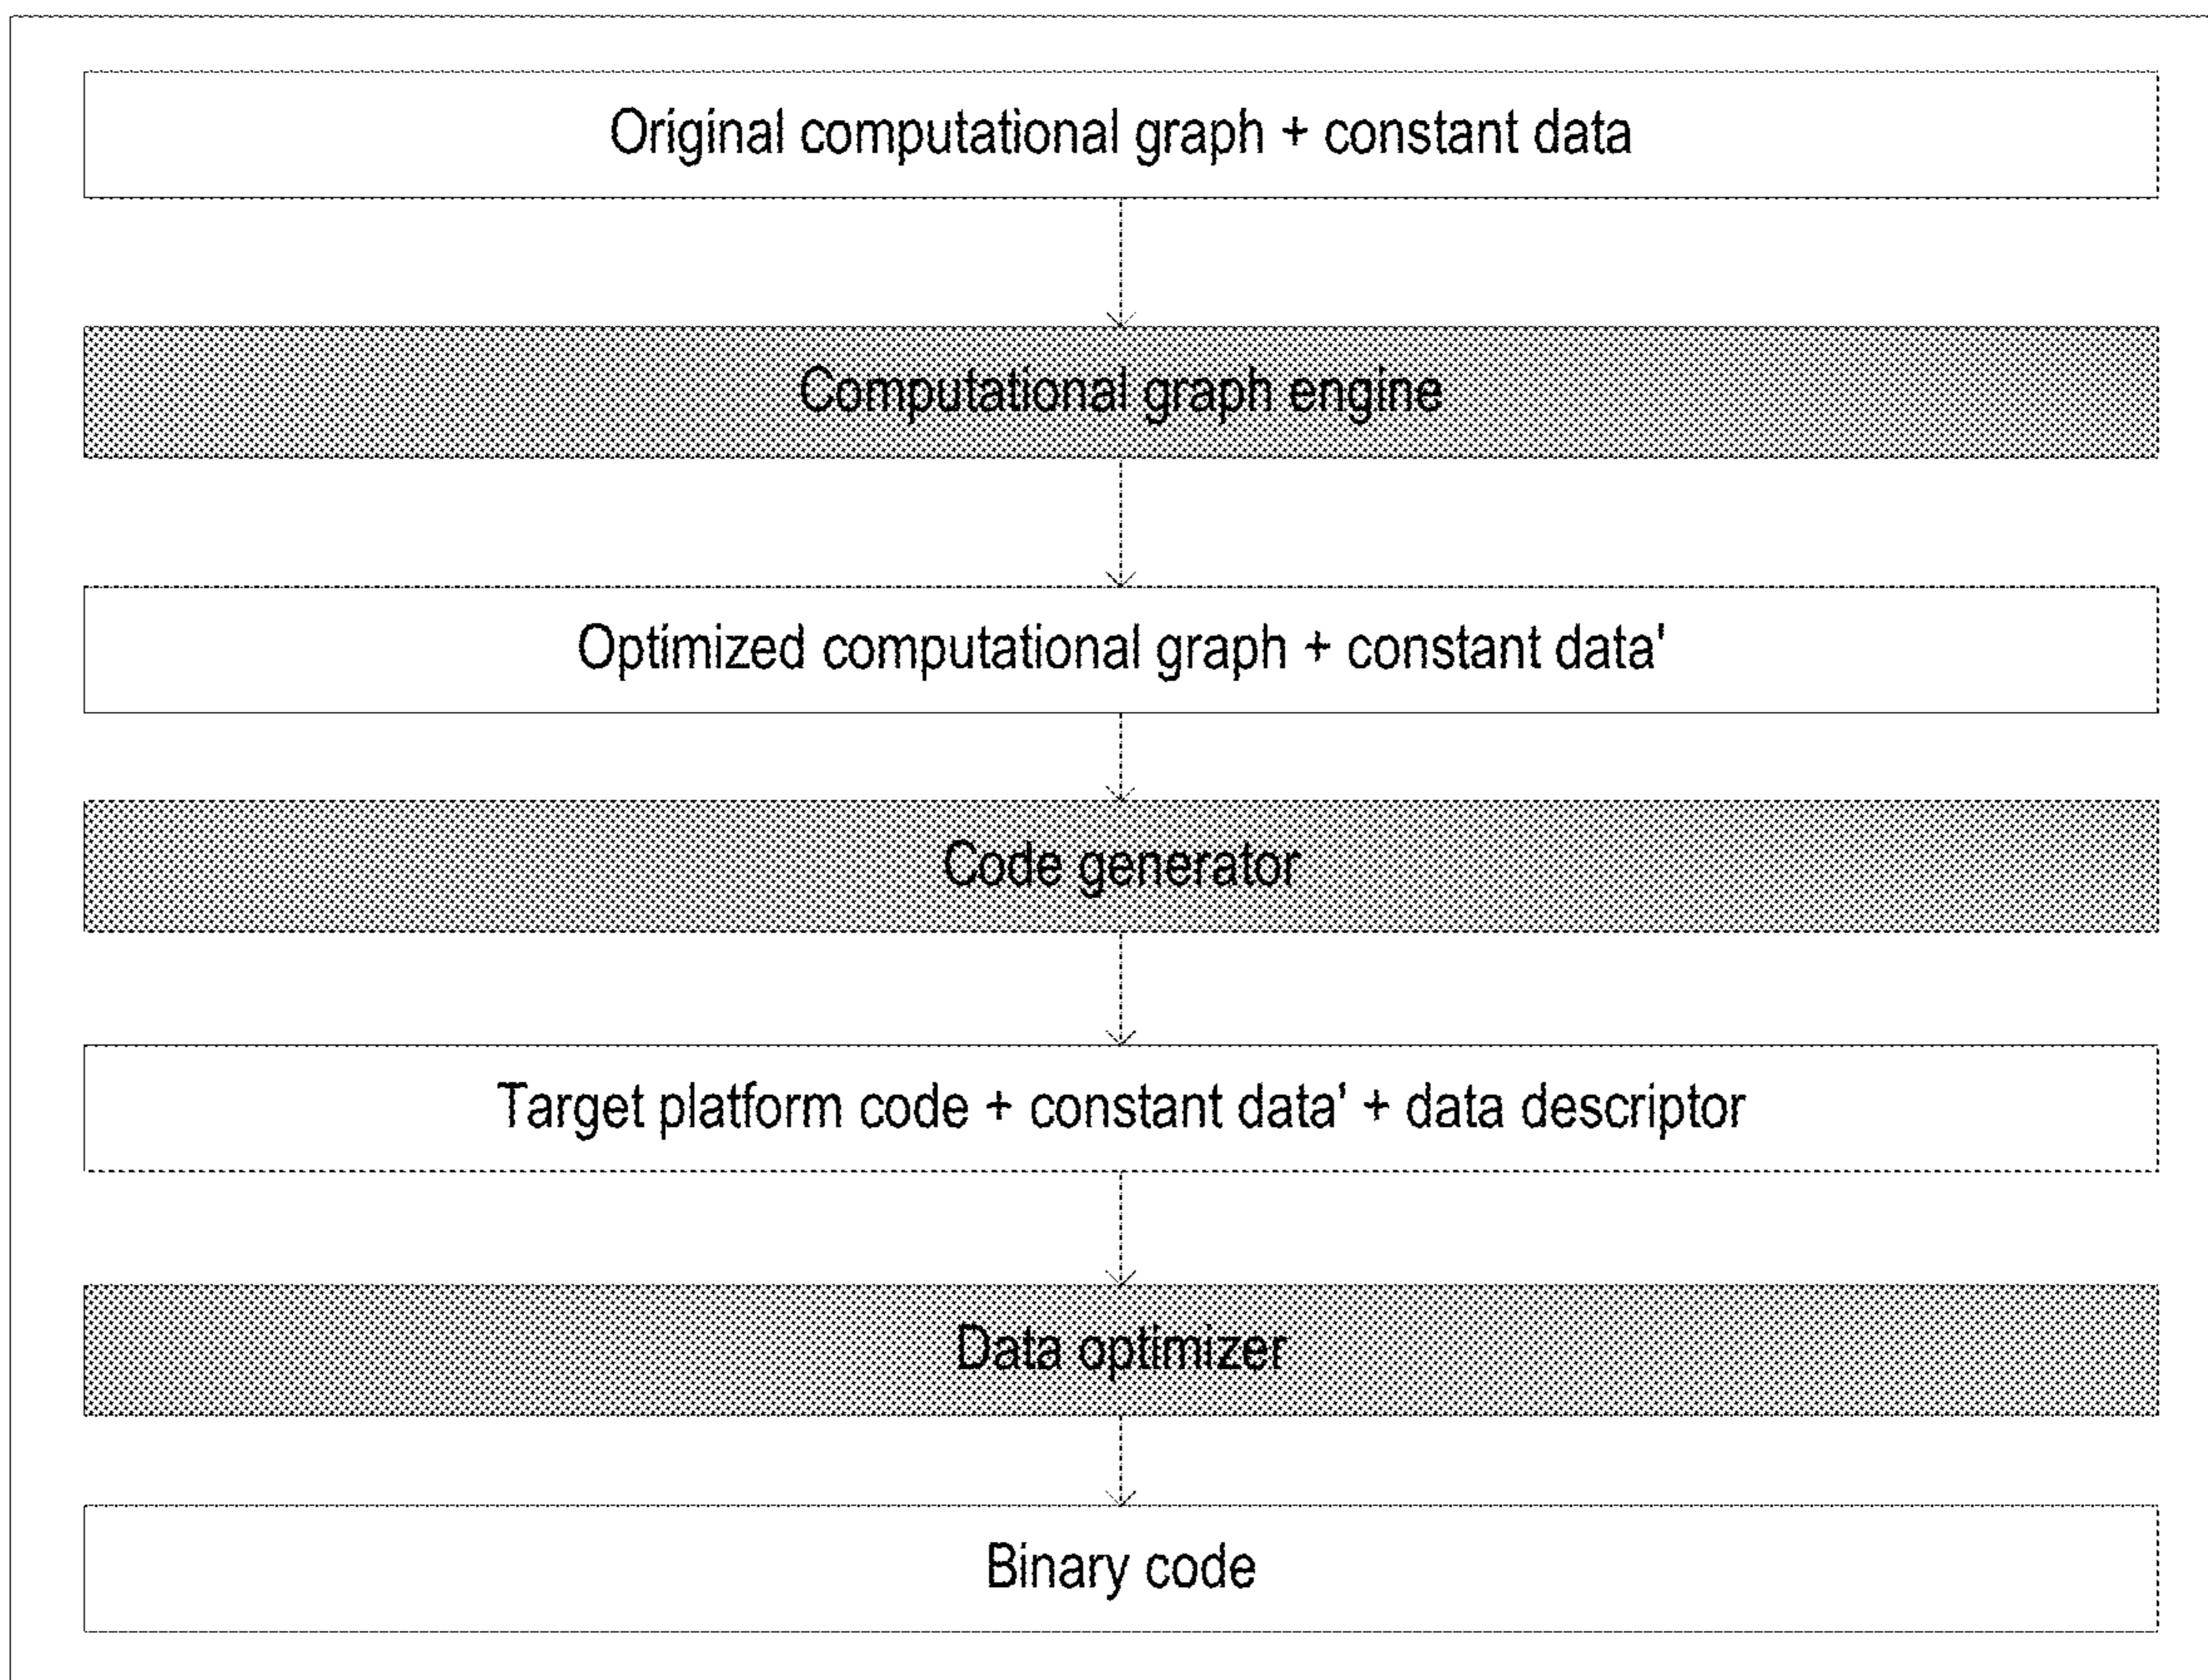 Original computational graph + constant data
Computational graph engine
Optimized computational graph + constant data'
Code generator
Target platform code + constant data' + data descriptor
Data optimizer
Binary code